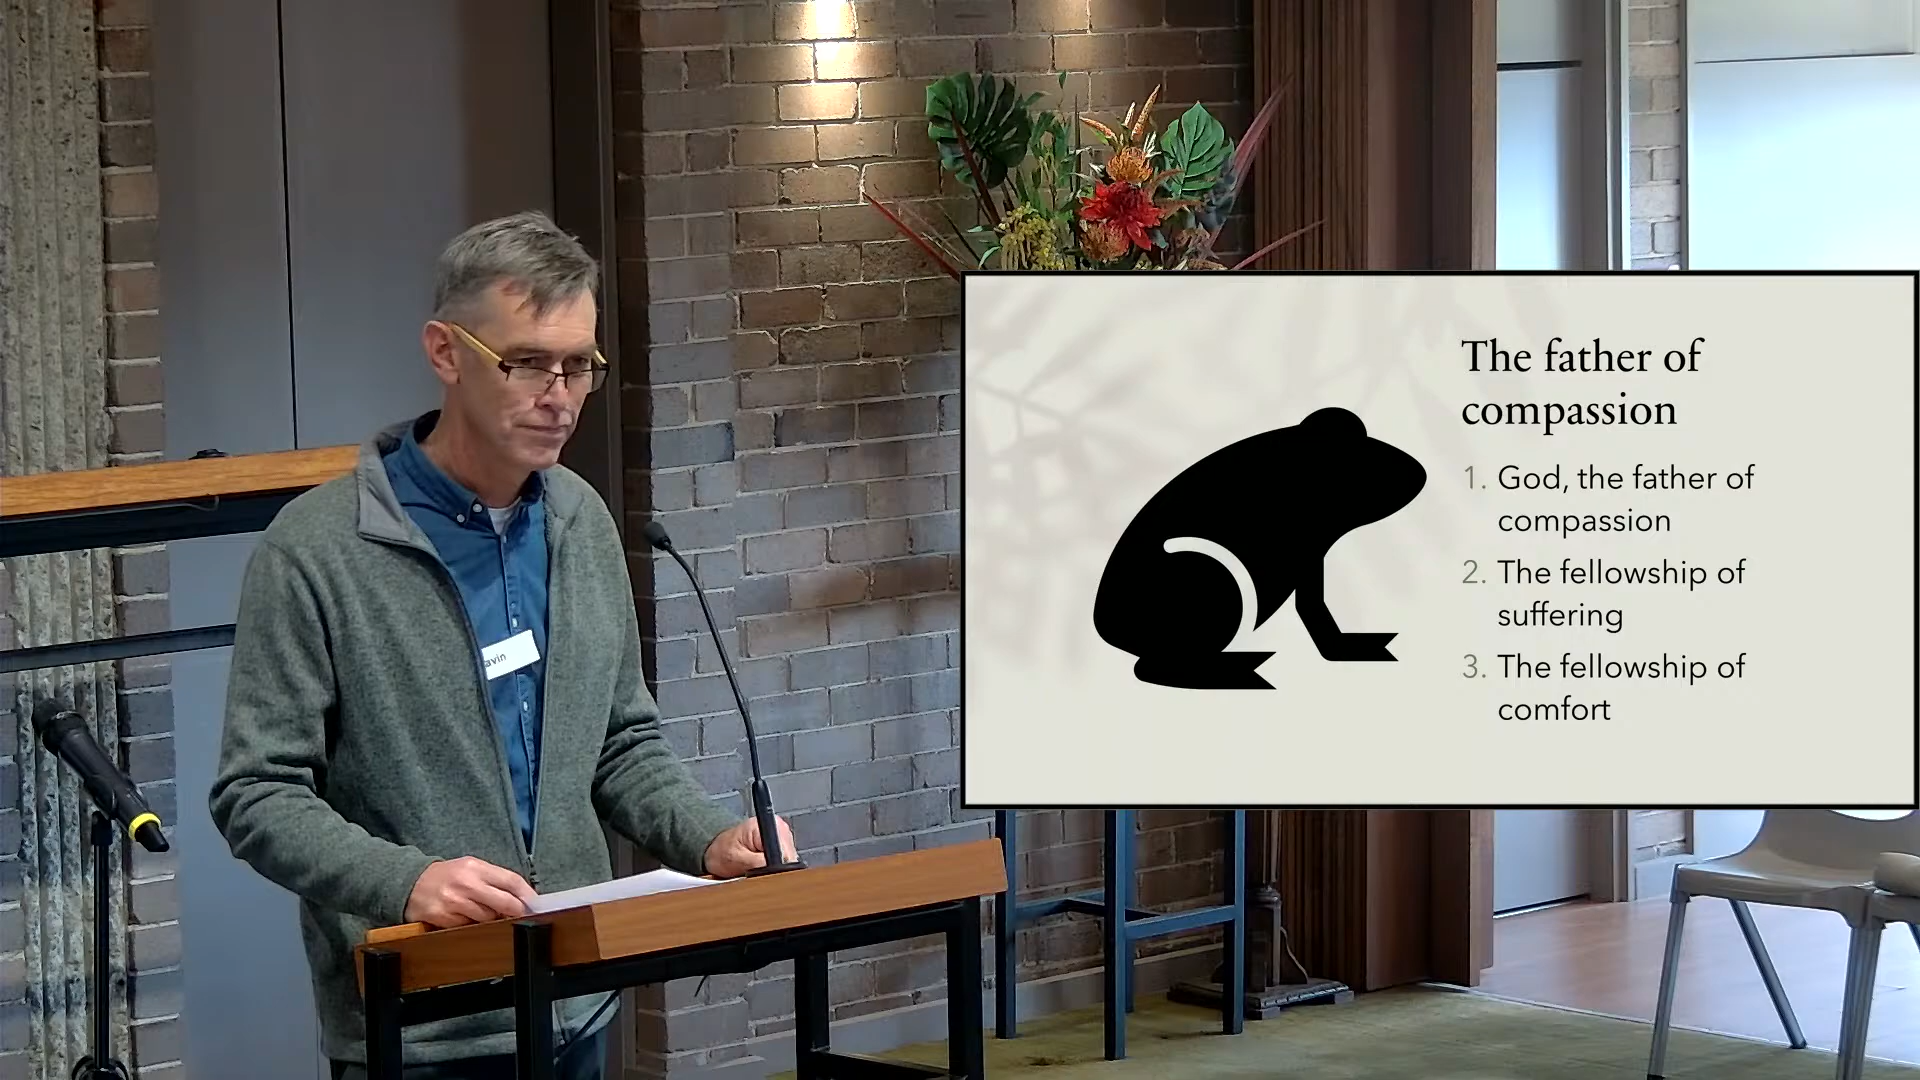 The father of
compassion
1. God, the father of
compassion
2. The fellowship of
suffering
3. The fellowship of
comfort
avin